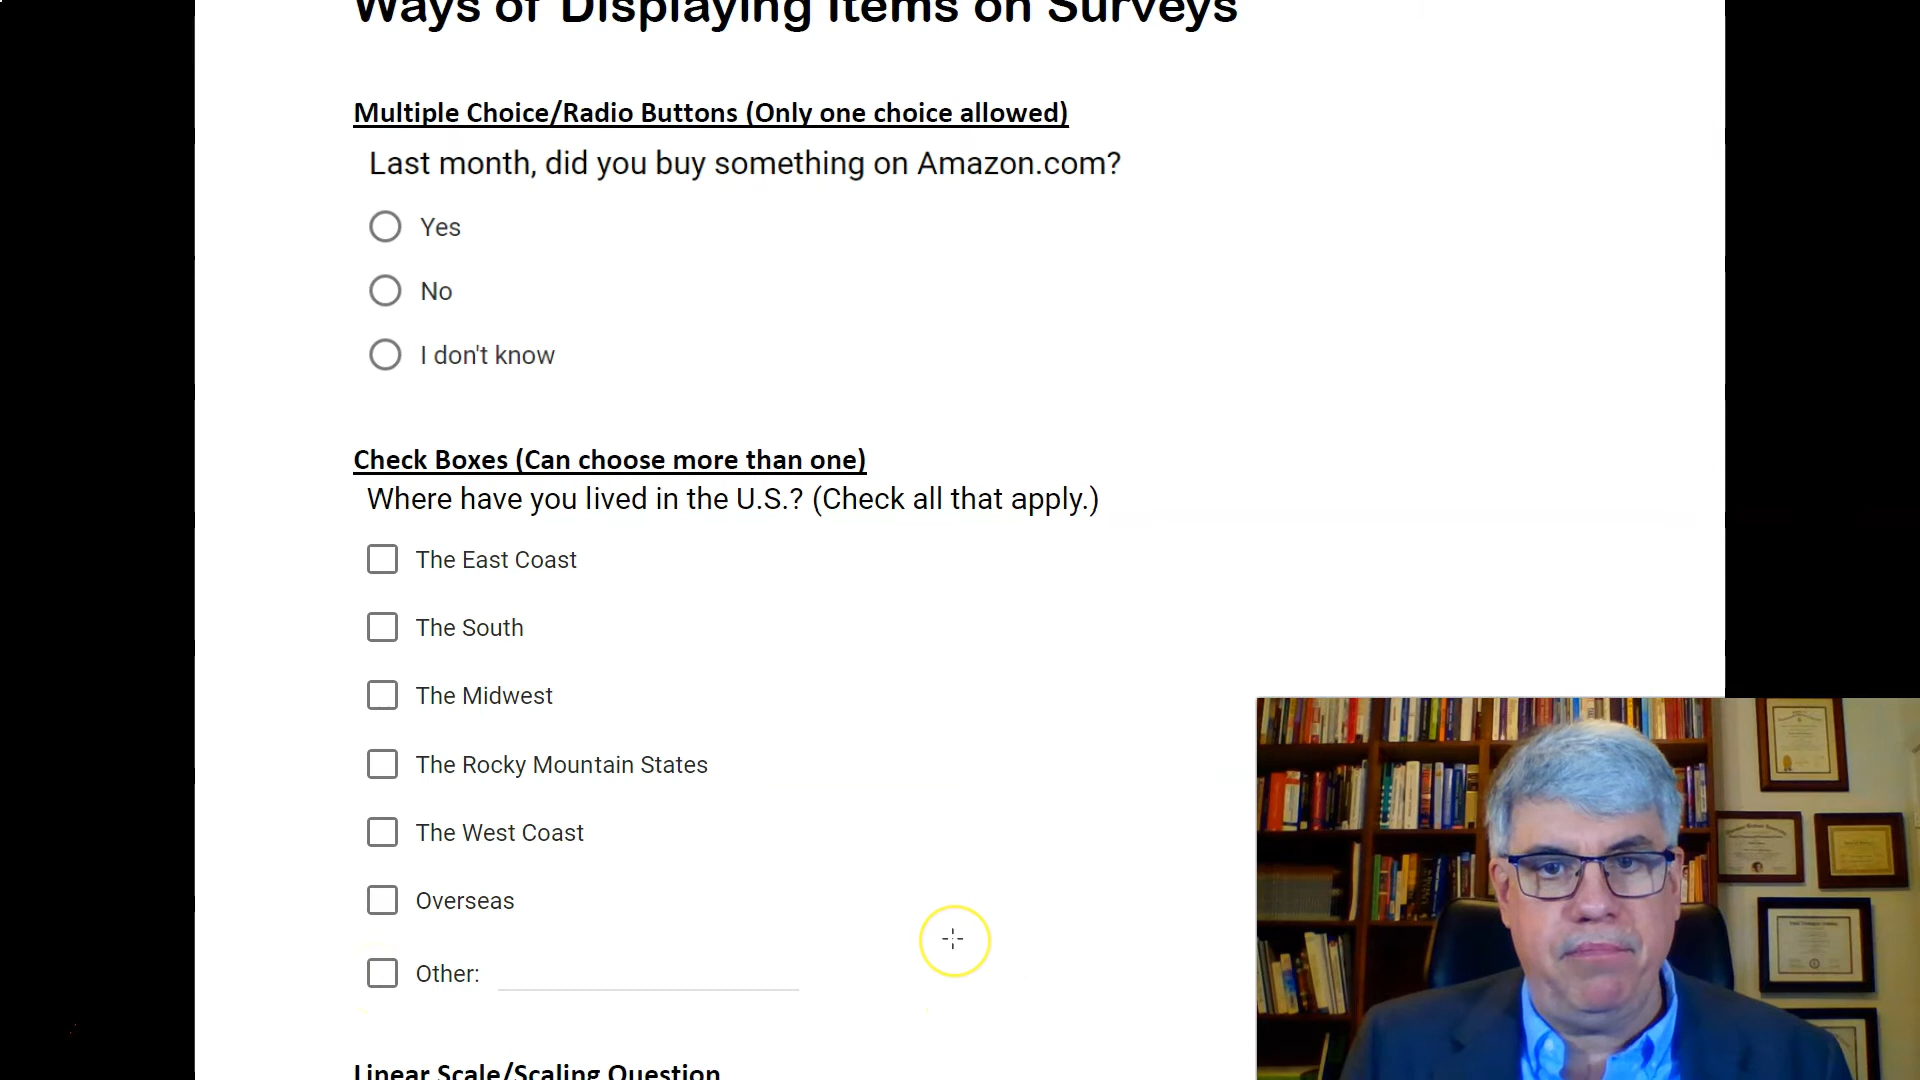 Ways of Displaying Items on Surveys
Multiple Choice/Radio Buttons (Only one choice allowed)
Last month, did you buy something on Amazon.com?
Yes
No
I don't know
Check Boxes (Can choose more than one)
Where have you lived in the U.S.? (Check all that apply.)
The East Coast
The South
The Midwest
The Rocky Mountain States
The West Coast
Overseas
Other:
Linear Scale/Scaling Question